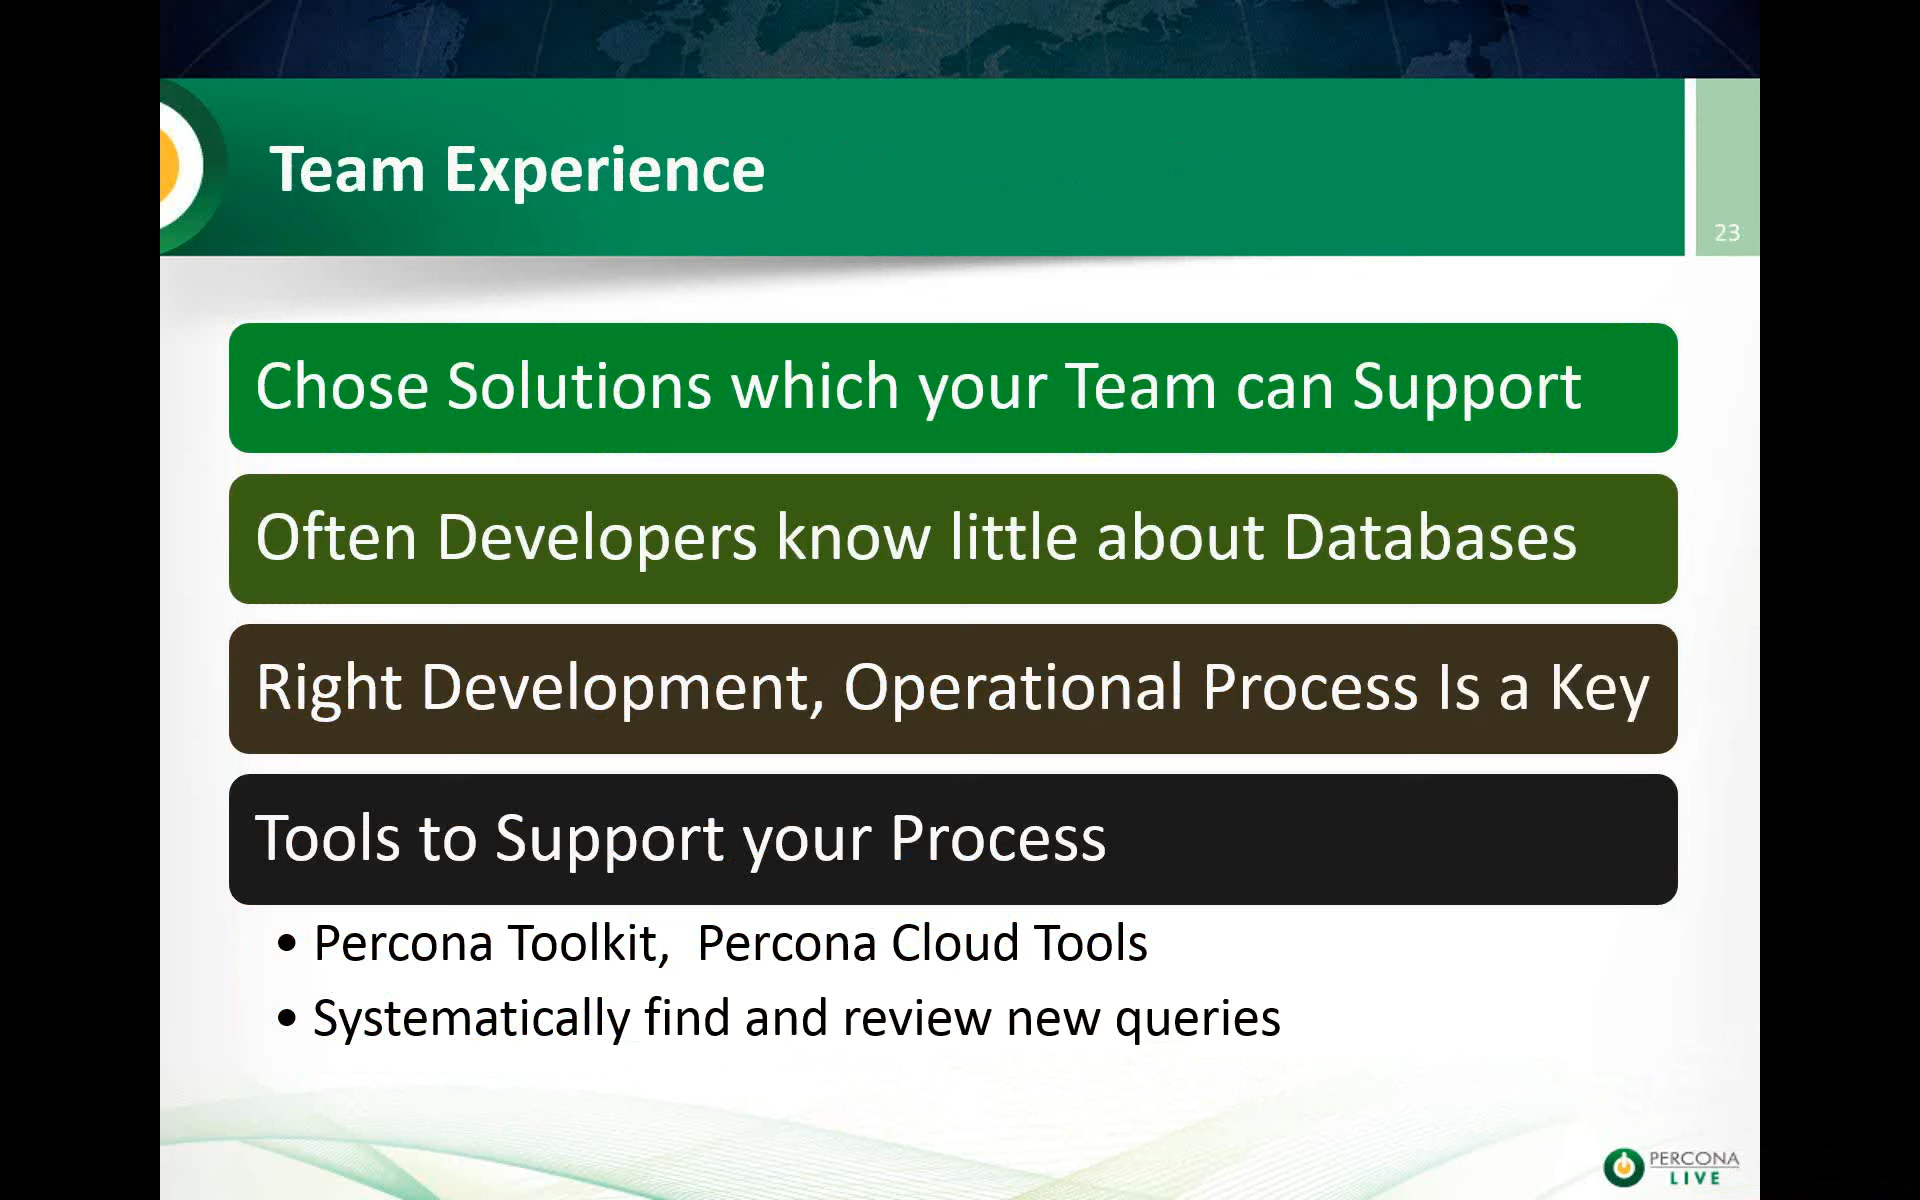 Team Experience
23
Chose Solutions which your Team can Support
Often Developers know little about Databases
Right Development, Operational Process Is a Key
Tools to Support your Process
• Percona Toolkit,  Percona Cloud Tools
• Systematically find and review new queries
PERCONA
LIVE